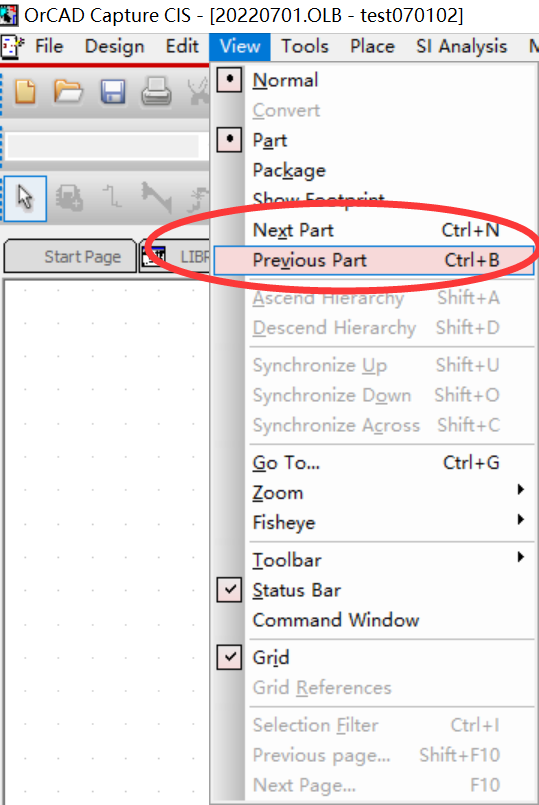 OrCAD Capture CIS - [20220701.OLB - test070102]
File Design Edit View Tools Place SI Analysis
Normal
Convert
Part
Package
Show Footprint
Next Part Ctrl+N
Start Page LIBR
Previous Part Ctrl+B
Ascend Hierarchy Shift+A
Descend Hierarchy Shift+D
Synchronize Up Shift+U
Synchronize Down Shift+O
Synchronize Across Shift+C
Go To... Ctrl+G
Zoom
Fisheye
Toolbar
Status Bar
Command Window
Grid
Grid References
Selection Filter Ctrl+I
Previous page... Shift+F10
Next Page... F10